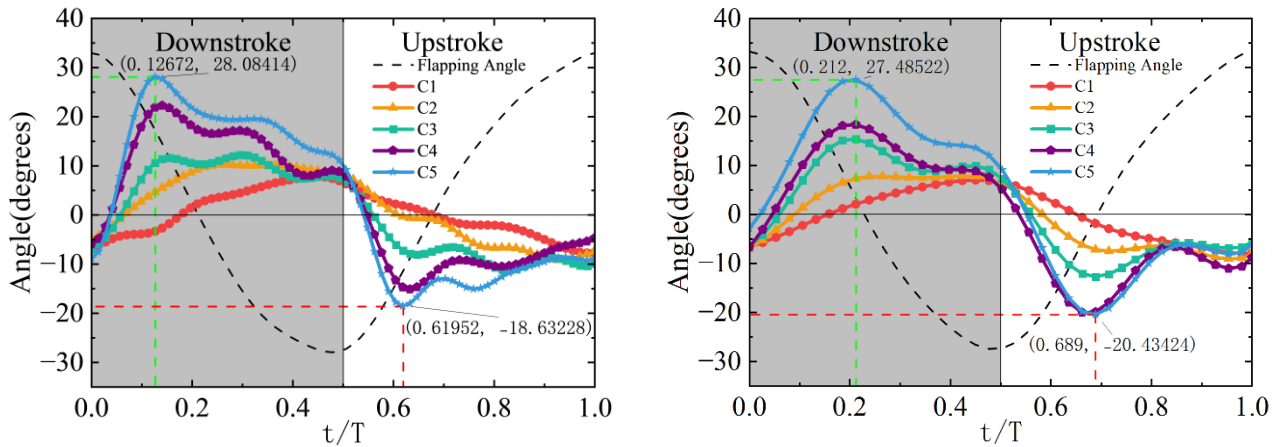 40
30
20
10
0
−10
−20
−30
Angle(degrees)
Downstroke
Upstroke
(0.12672, 28.08414)
Flapping Angle
C1
C2
C3
C4
C5
(0.61952, -18.63228)
0.0
0.2
0.4
0.6
0.8
1.0
t/T
40
30
20
10
0
−10
−20
−30
Angle(degrees)
Downstroke
Upstroke
(0.212, 27.48522)
Flapping Angle
C1
C2
C3
C4
C5
(0.689, -20.43424)
0.0
0.2
0.4
0.6
0.8
1.0
t/T